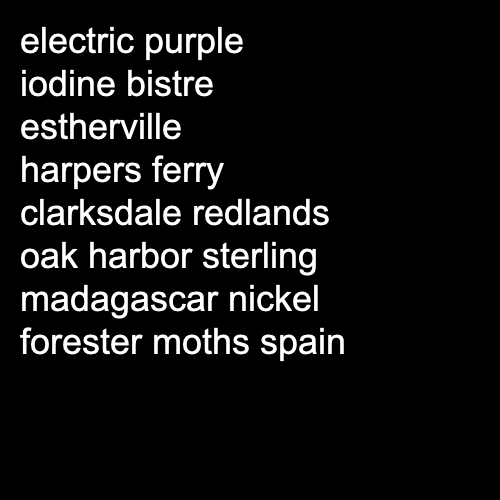 electric purple
iodine bistre
estherville
harpers ferry
clarksdale redlands
oak harbor sterling
madagascar nickel
forester moths spain